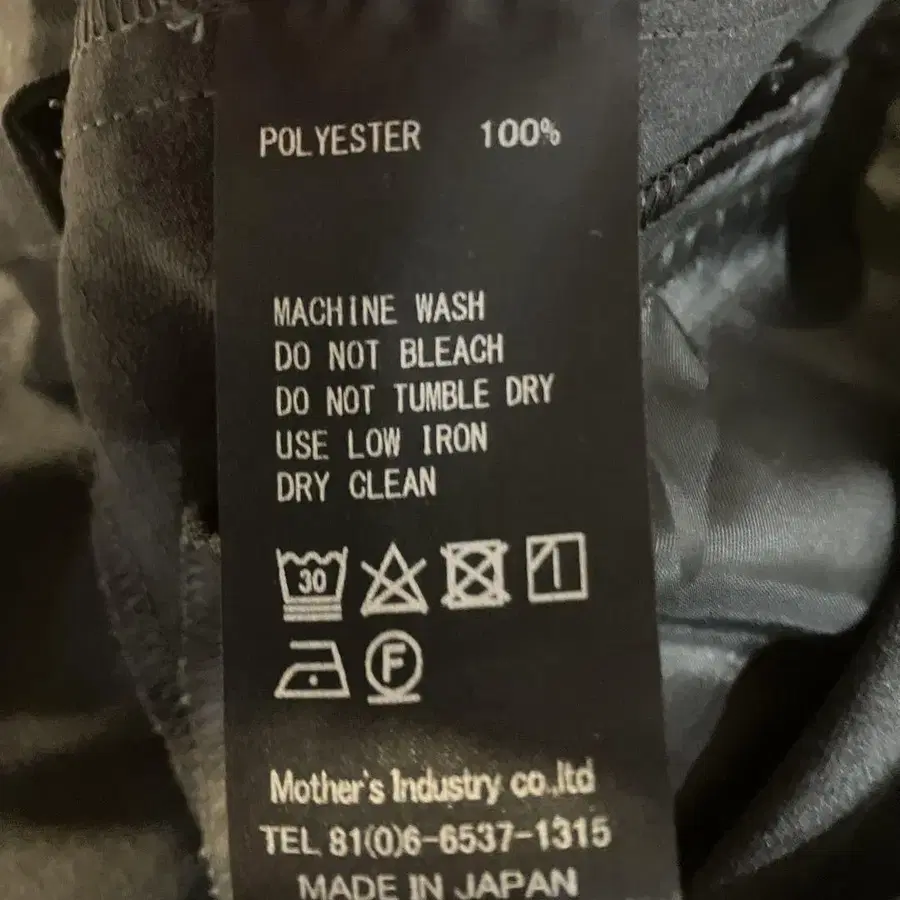 POLYESTER 100%
MACHINE WASH
DO NOT BLEACH
DO NOT TUMBLE DRY
USE LOW IRON
DRY CLEAN
30
F
Mother's Industry co.,ltd
TEL 81(0)6-6537-1315
MADE IN JAPAN